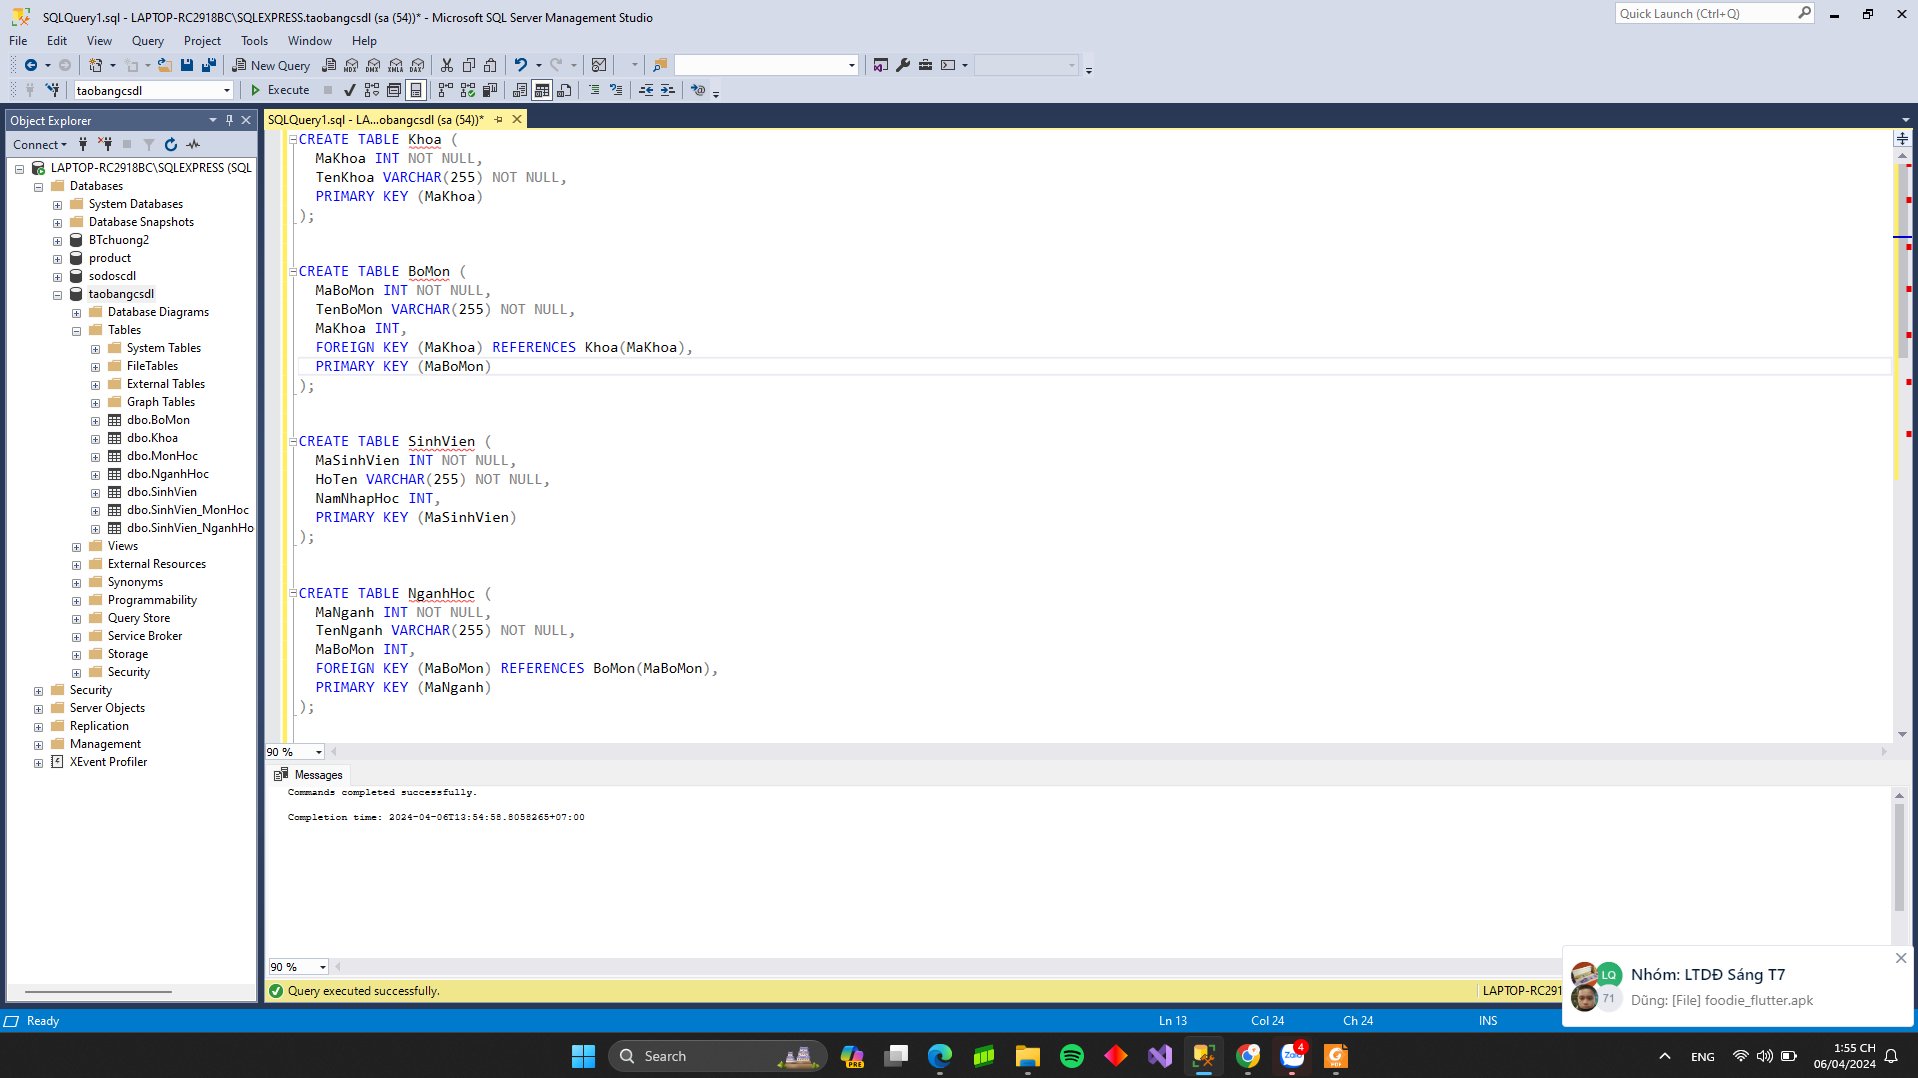 SQLQuery1.sql - LAPTOP-RC2918BC\SQLEXPRESS.taobangcsdl (sa (54))* - Microsoft SQL Server Management Studio
Quick Launch (Ctrl+Q)
File Edit View Query Project Tools Window Help
New Query
MDX DMX XMLA DAX
taobangcsdl
Execute
Object Explorer
Connect
LAPTOP-RC2918BC\SQLEXPRESS (SQL
Databases
System Databases
Database Snapshots
BTchuong2
product
sodoscdl
taobangcsdl
Database Diagrams
Tables
System Tables
FileTables
External Tables
Graph Tables
dbo.BoMon
dbo.Khoa
dbo.MonHoc
dbo.NganhHoc
dbo.SinhVien
dbo.SinhVien_MonHoc
dbo.SinhVien_NganhHo
Views
External Resources
Synonyms
Programmability
Query Store
Service Broker
Storage
Security
Security
Server Objects
Replication
Management
XEvent Profiler
SQLQuery1.sql - LA...obangcsdl (sa (54))*
CREATE TABLE Khoa (
MaKhoa INT NOT NULL,
TenKhoa VARCHAR(255) NOT NULL,
PRIMARY KEY (MaKhoa)
);
CREATE TABLE BoMon (
MaBoMon INT NOT NULL,
TenBoMon VARCHAR(255) NOT NULL,
MaKhoa INT,
FOREIGN KEY (MaKhoa) REFERENCES Khoa(MaKhoa),
PRIMARY KEY (MaBoMon)
);
CREATE TABLE SinhVien (
MaSinhVien INT NOT NULL,
HoTen VARCHAR(255) NOT NULL,
NamNhapHoc INT,
PRIMARY KEY (MaSinhVien)
);
CREATE TABLE NganhHoc (
MaNganh INT NOT NULL,
TenNganh VARCHAR(255) NOT NULL,
MaBoMon INT,
FOREIGN KEY (MaBoMon) REFERENCES BoMon(MaBoMon),
PRIMARY KEY (MaNganh)
);
90 %
Messages
Commands completed successfully.
Completion time: 2024-04-06T13:54:58.8058265+07:00
90 %
Query executed successfully.
LAPTOP-RC291
LQ
71
Nhóm: LTDĐ Sáng T7
Dũng: [File] foodie_flutter.apk
Ready
Ln 13
Col 24
Ch 24
INS
Search
PRE
Zalo
4
ENG
1:55 CH
06/04/2024